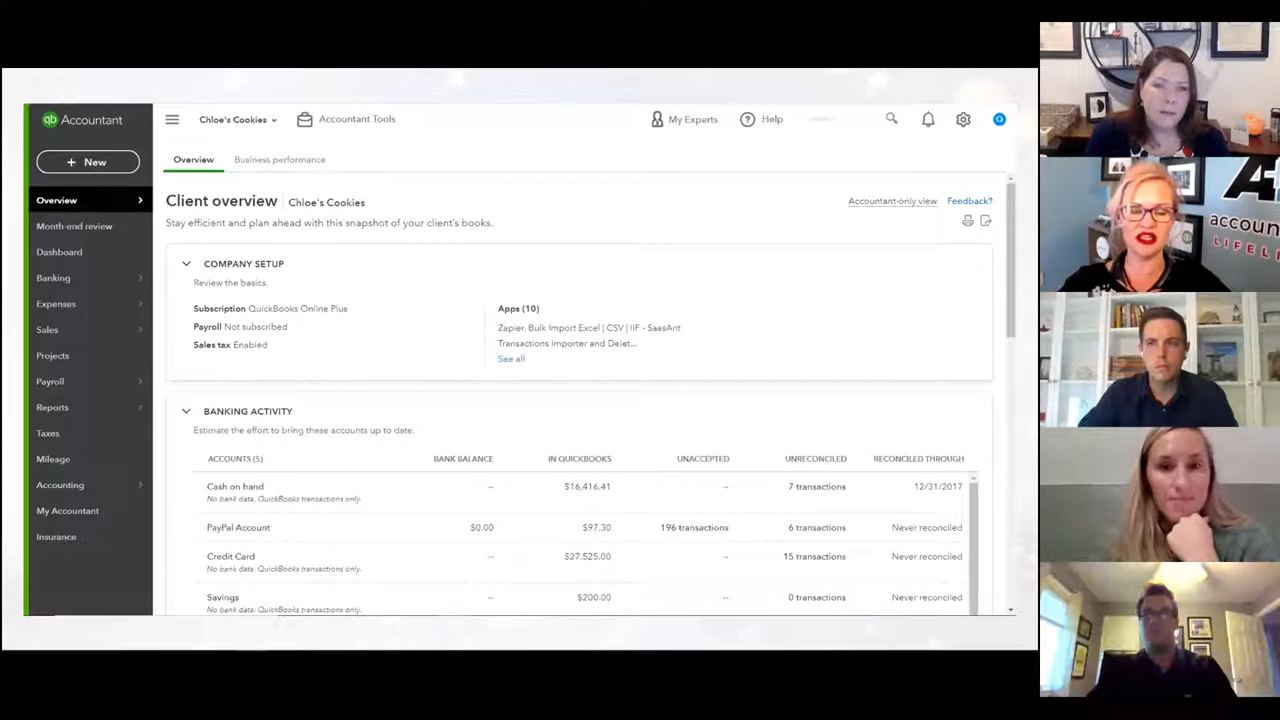 qb Accountant
Chloe's Cookies
Accountant Tools
My Experts
Help
+ New
Overview
Business performance
Overview
Month-end review
Dashboard
Banking
Expenses
Sales
Projects
Payroll
Reports
Taxes
Mileage
Accounting
My Accountant
Insurance
Client overview Chloe's Cookies
Accountant-only view Feedback?
Stay efficient and plan ahead with this snapshot of your client's books.
COMPANY SETUP
Review the basics.
Subscription QuickBooks Online Plus
Payroll Not subscribed
Sales tax Enabled
Apps (10)
Zapier, Bulk Import Excel | CSV | IIF - SaasAnt
Transactions Importer and Delet...
See all
BANKING ACTIVITY
Estimate the effort to bring these accounts up to date.
ACCOUNTS (5) BANK BALANCE IN QUICKBOOKS UNACCEPTED UNRECONCILED RECONCILED THROUGH
Cash on hand -- $16,416.41 -- 7 transactions 12/31/2017
No bank data. QuickBooks transactions only.
PayPal Account $0.00 $97.30 196 transactions 6 transactions Never reconciled
Credit Card -- $27,525.00 -- 15 transactions Never reconciled
No bank data. QuickBooks transactions only.
Savings -- $200.00 -- 0 transactions Never reconciled
No bank data. QuickBooks transactions only.